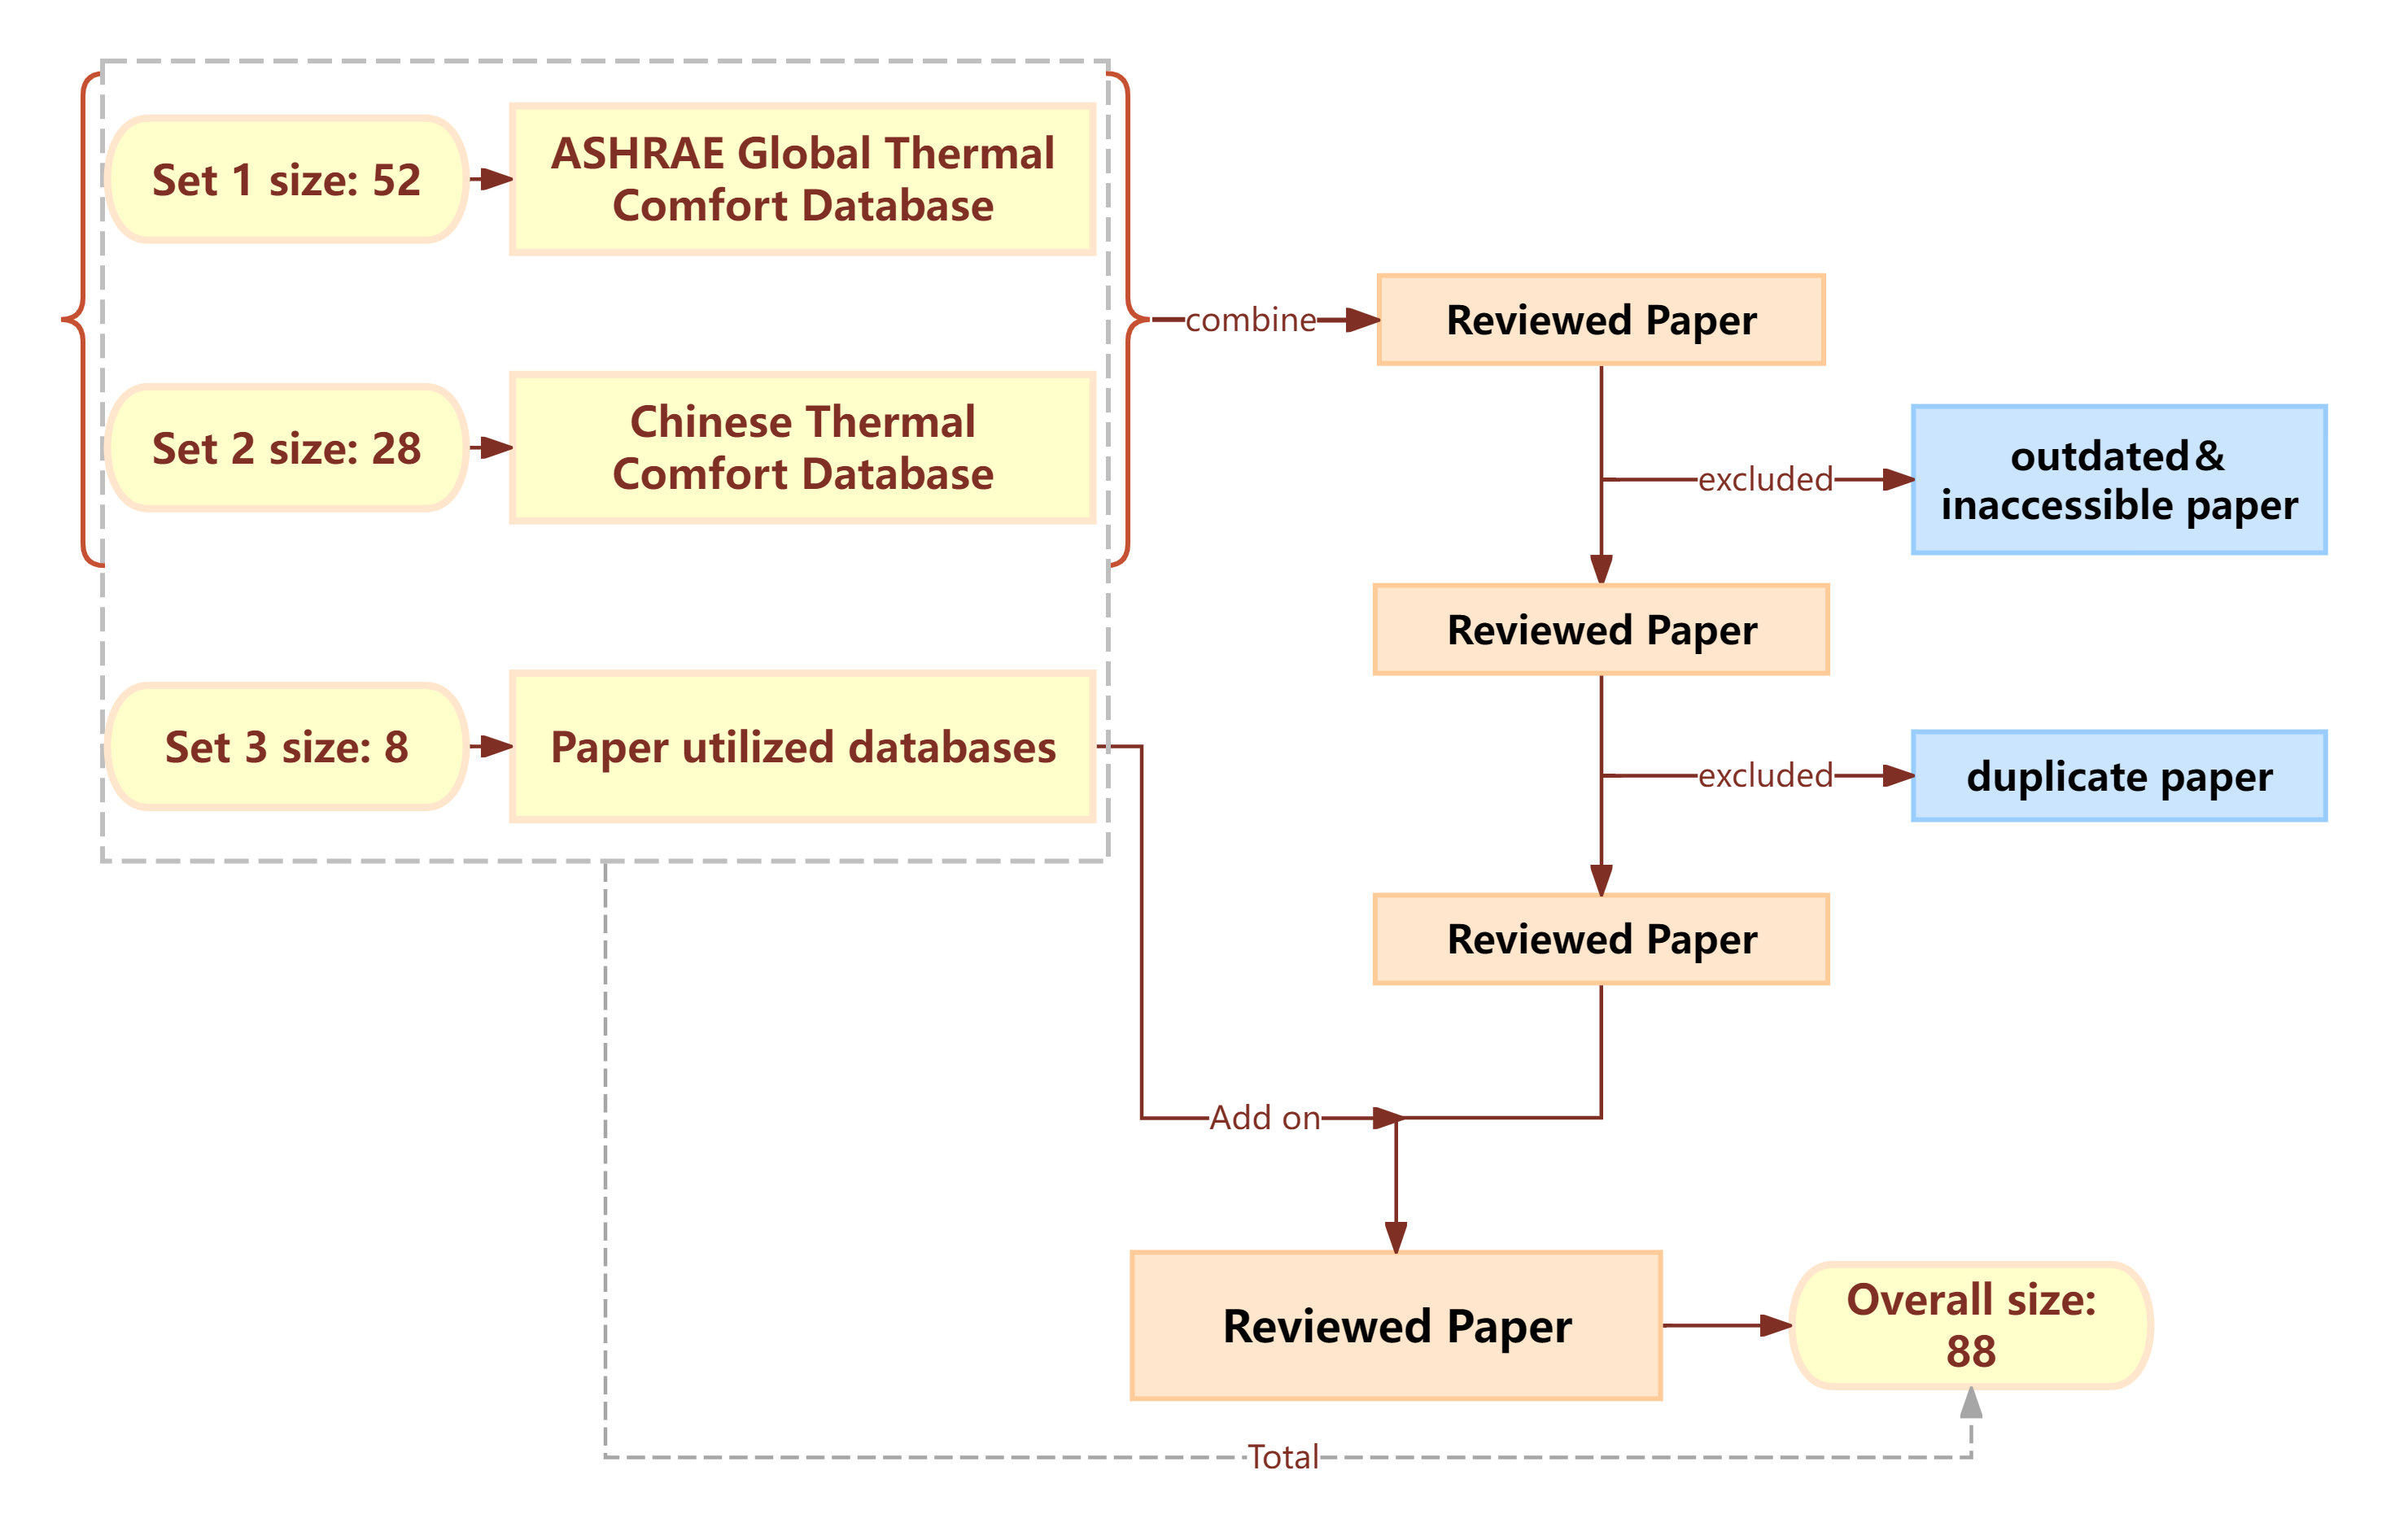 Set 1 size: 52
ASHRAE Global Thermal
Comfort Database
Set 2 size: 28
Chinese Thermal
Comfort Database
Set 3 size: 8
Paper utilized databases
combine
Reviewed Paper
excluded
outdated&
inaccessible paper
Reviewed Paper
excluded
duplicate paper
Reviewed Paper
Add on
Reviewed Paper
Overall size:
88
Total